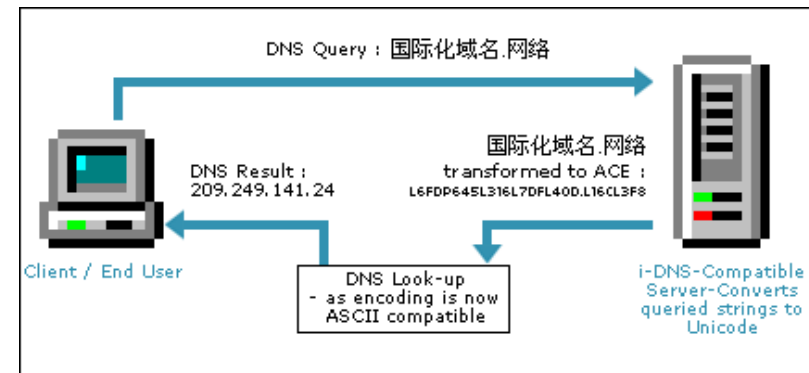 DNS Query : 国际化域名.网络
国际化域名.网络
transformed to ACE :
L6FDP645L316L7DFL40D.L16CL3F8
DNS Result :
209.249.141.24
Client / End User
DNS Look-up
- as encoding is now
ASCII compatible
i-DNS-Compatible
Server-Converts
queried strings to
Unicode